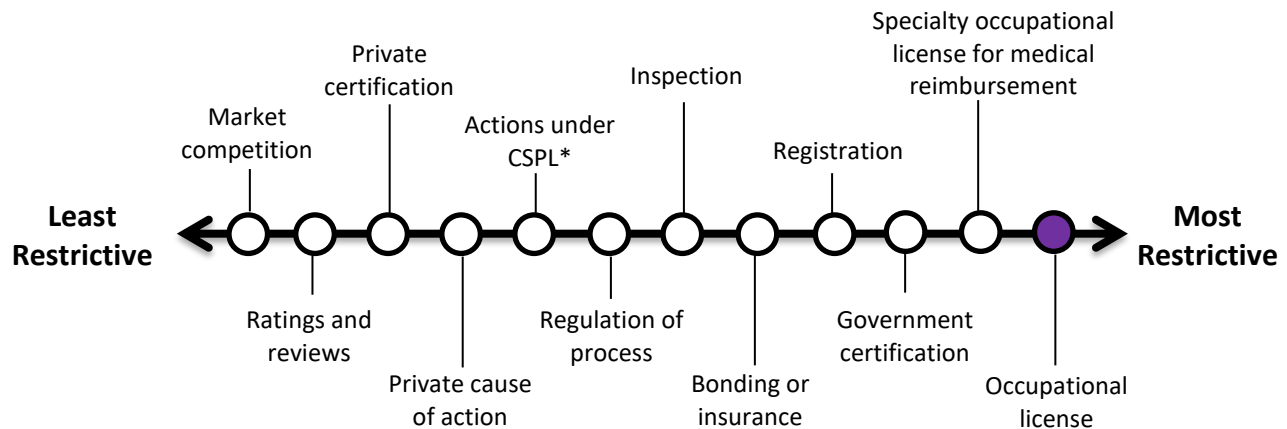 Least
Restrictive
Market
competition
Ratings and
reviews
Private
certification
Private cause
of action
Actions under
CSPL*
Regulation of
process
Inspection
Bonding or
insurance
Registration
Government
certification
Specialty occupational
license for medical
reimbursement
Occupational
license
Most
Restrictive